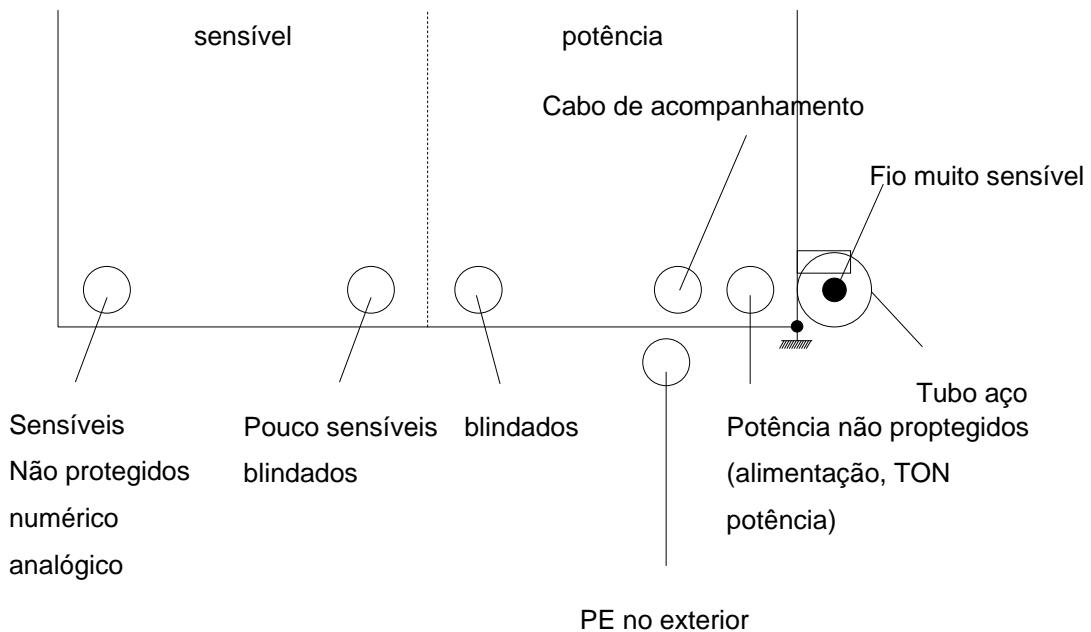 sensível
potência
Cabo de acompanhamento
Fio muito sensível
Tubo aço
Sensíveis
Não protegidos
numérico
analógico
Pouco sensíveis
blindados
blindados
Potência não proptegidos
(alimentação, TON
potência)
PE no exterior